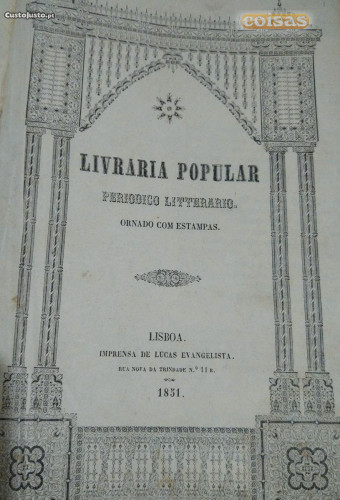 CustoJusto.pt
coisas
LIVRARIA POPULAR
PERIODICO LITTERARIO.
ORNADO COM ESTAMPAS.
LISBOA.
IMPRENSA DE LUCAS EVANGELISTA.
RUA NOVA DA TRINDADE N.º 11 B.
1851.